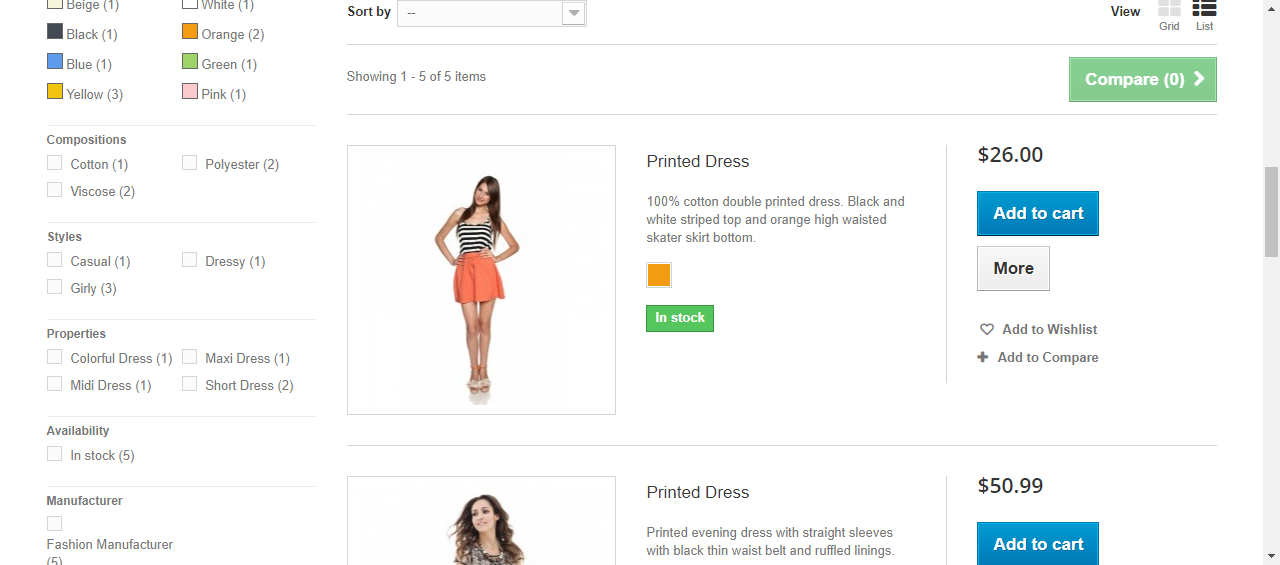 Beige (1)
White (1)
Black (1)
Orange (2)
Blue (1)
Green (1)
Yellow (3)
Pink (1)
Compositions
Cotton (1)
Polyester (2)
Viscose (2)
Styles
Casual (1)
Dressy (1)
Girly (3)
Properties
Colorful Dress (1)
Maxi Dress (1)
Midi Dress (1)
Short Dress (2)
Availability
In stock (5)
Manufacturer
Fashion Manufacturer
(5)
Sort by
--
View
Grid
List
Showing 1 - 5 of 5 items
Compare (0)
Printed Dress
100% cotton double printed dress. Black and
white striped top and orange high waisted
skater skirt bottom.
In stock
$26.00
Add to cart
More
Add to Wishlist
Add to Compare
Printed Dress
Printed evening dress with straight sleeves
with black thin waist belt and ruffled linings.
$50.99
Add to cart